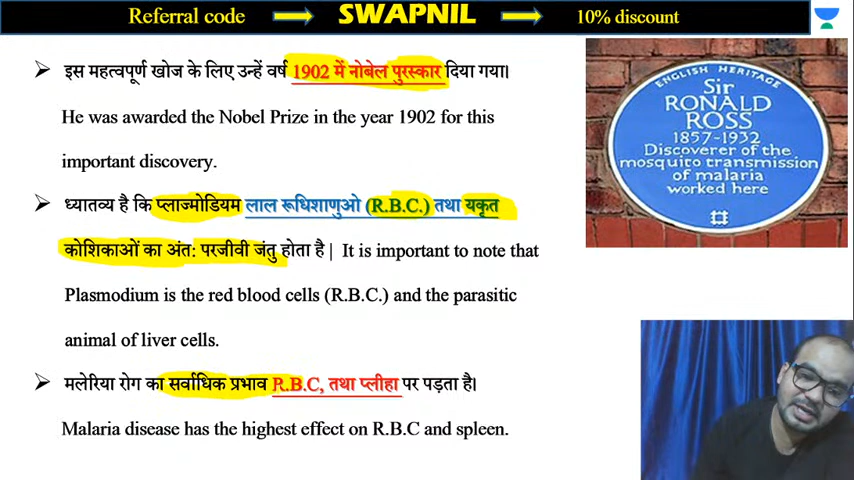 Referral code SWAPNIL 10% discount
इस महत्वपूर्ण खोज के लिए उन्हें वर्ष 1902 में नोबेल पुरस्कार दिया गया।
He was awarded the Nobel Prize in the year 1902 for this
important discovery.
ध्यातव्य है कि प्लाज्मोडियम लाल रूधिशाणुओ (R.B.C.) तथा यकृत
कोशिकाओं का अंत: परजीवी जंतु होता है | It is important to note that
Plasmodium is the red blood cells (R.B.C.) and the parasitic
animal of liver cells.
मलेरिया रोग का सर्वाधिक प्रभाव R.B.C, तथा प्लीहा पर पड़ता है।
Malaria disease has the highest effect on R.B.C and spleen.
ENGLISH HERITAGE
Sir
RONALD
ROSS
1857-1932
Discoverer of the
mosquito transmission
of malaria
worked here